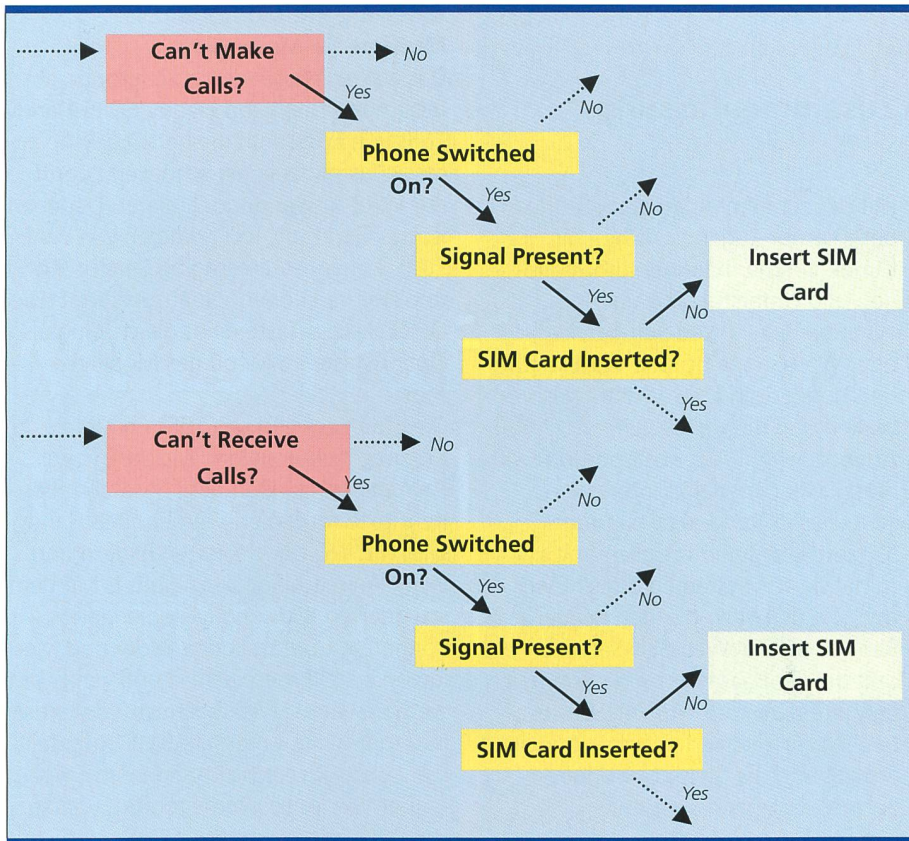 Can't Make
Calls?
No
Yes
No
Phone Switched
On?
Yes
No
Signal Present?
Insert SIM
Card
Yes
No
SIM Card Inserted?
Yes
Can't Receive
Calls?
No
Yes
No
Phone Switched
On?
Yes
No
Signal Present?
Insert SIM
Card
Yes
No
SIM Card Inserted?
Yes